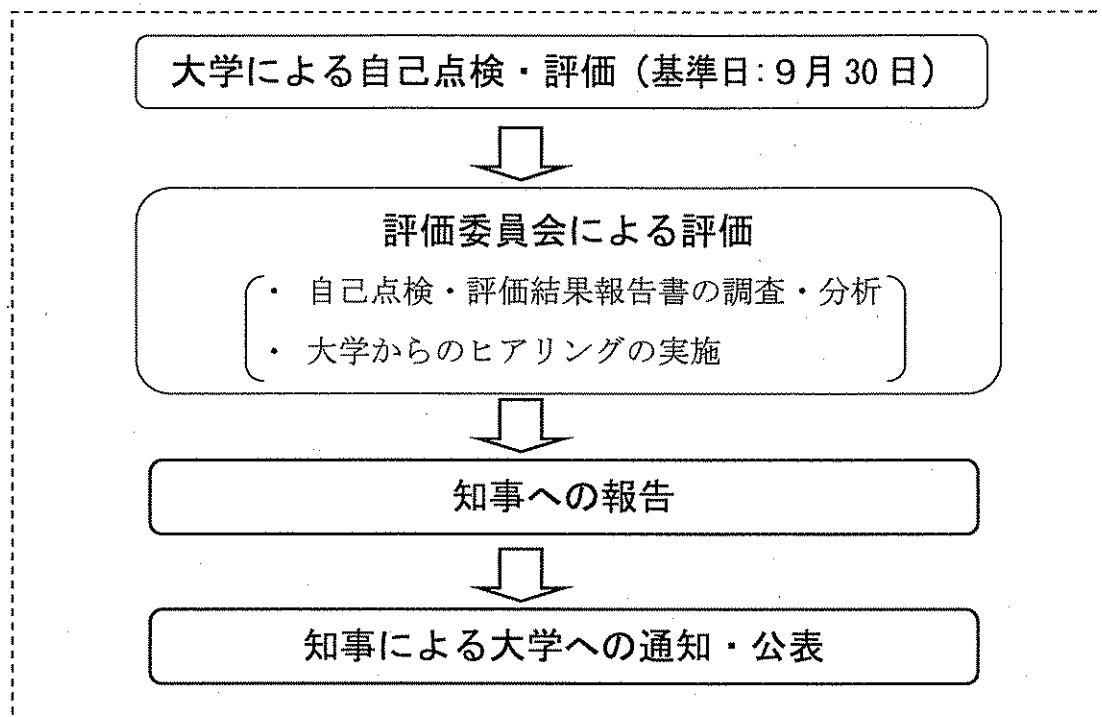 大学による自己点検・評価（基準日：９月30日）
評価委員会による評価
・ 自己点検・評価結果報告書の調査・分析
・ 大学からのヒアリングの実施
知事への報告
知事による大学への通知・公表